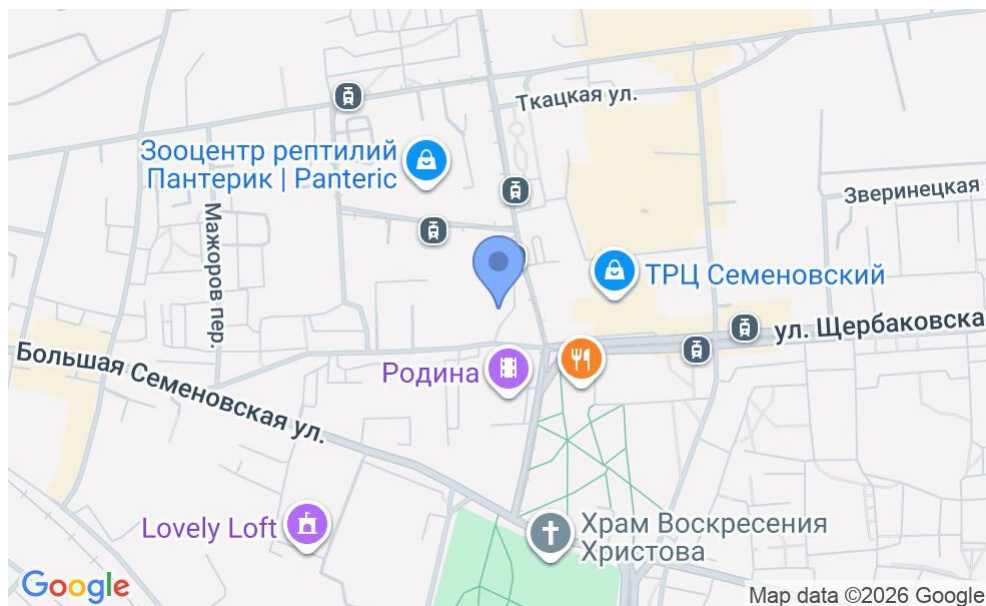 Ткацкая ул.
Зооцентр рептилий
Пантерик | Panteric
Зверинецкая
Мажоров пер.
ТРЦ Семеновский
ул. Щербаковска
Большая Семеновская ул.
Родина
Lovely Loft
Храм Воскресения
Христова
Google
Map data ©2026 Google